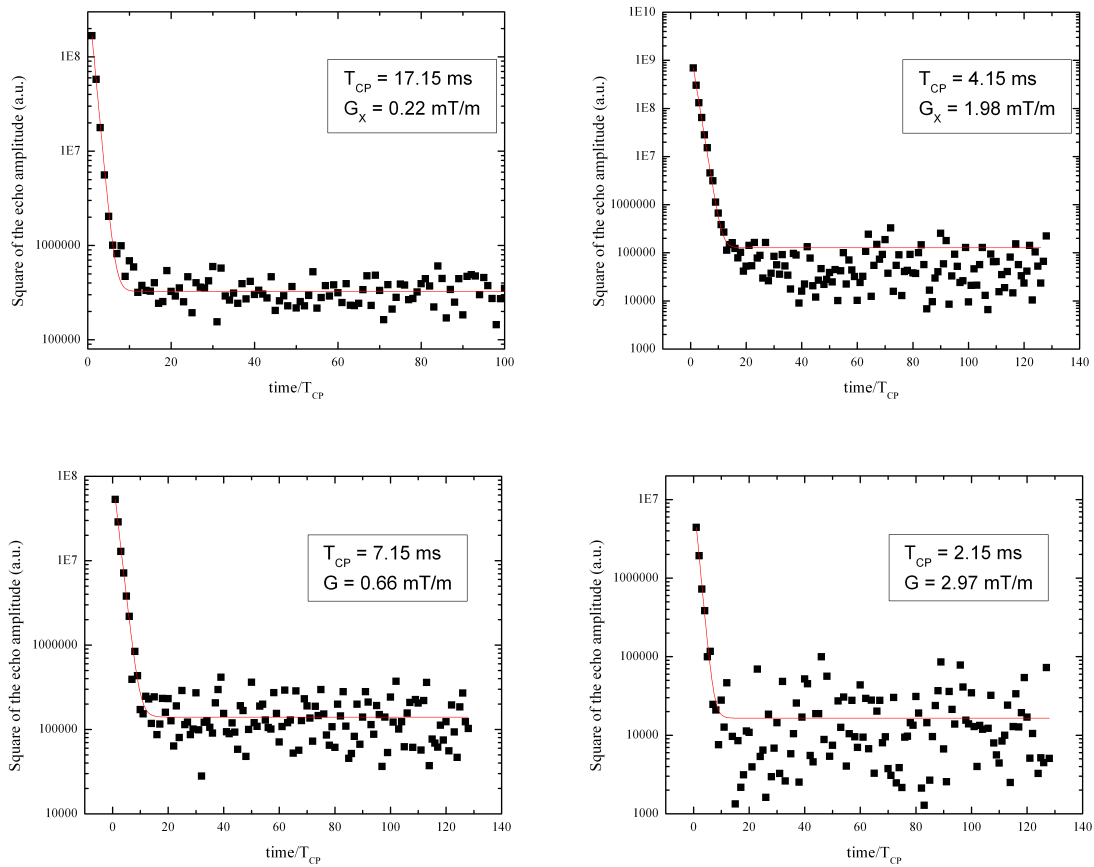 1E8
1E7
1000000
100000
Square of the echo amplitude (a.u.)
T_CP = 17.15 ms
G_X = 0.22 mT/m
0 20 40 60 80 100
time/T_CP
1E10
1E9
1E8
1E7
1000000
100000
10000
1000
Square of the echo amplitude (a.u.)
T_CP = 4.15 ms
G_X = 1.98 mT/m
0 20 40 60 80 100 120 140
time/T_CP
1E8
1E7
1000000
100000
10000
Square of the echo amplitude (a.u.)
T_CP = 7.15 ms
G = 0.66 mT/m
0 20 40 60 80 100 120 140
time/T_CP
1E7
1000000
100000
10000
1000
Square of the echo amplitude (a.u.)
T_CP = 2.15 ms
G = 2.97 mT/m
0 20 40 60 80 100 120 140
time/T_CP